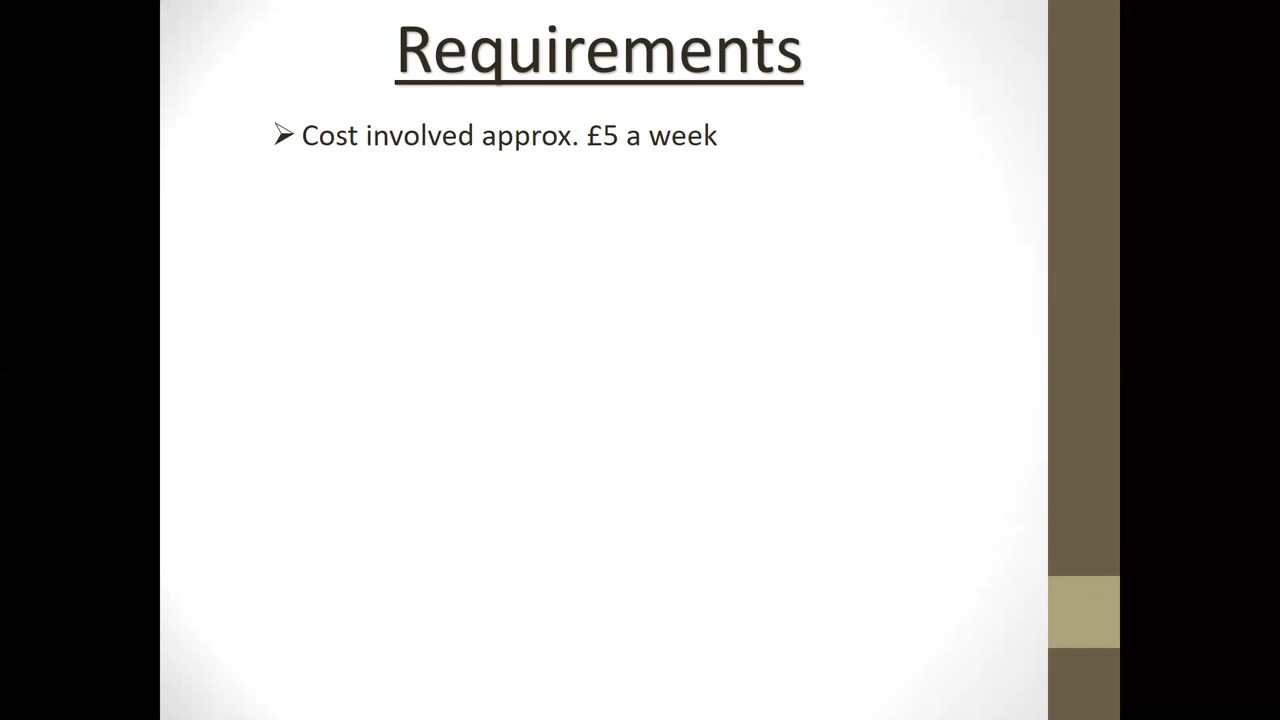 Requirements
➢ Cost involved approx. £5 a week